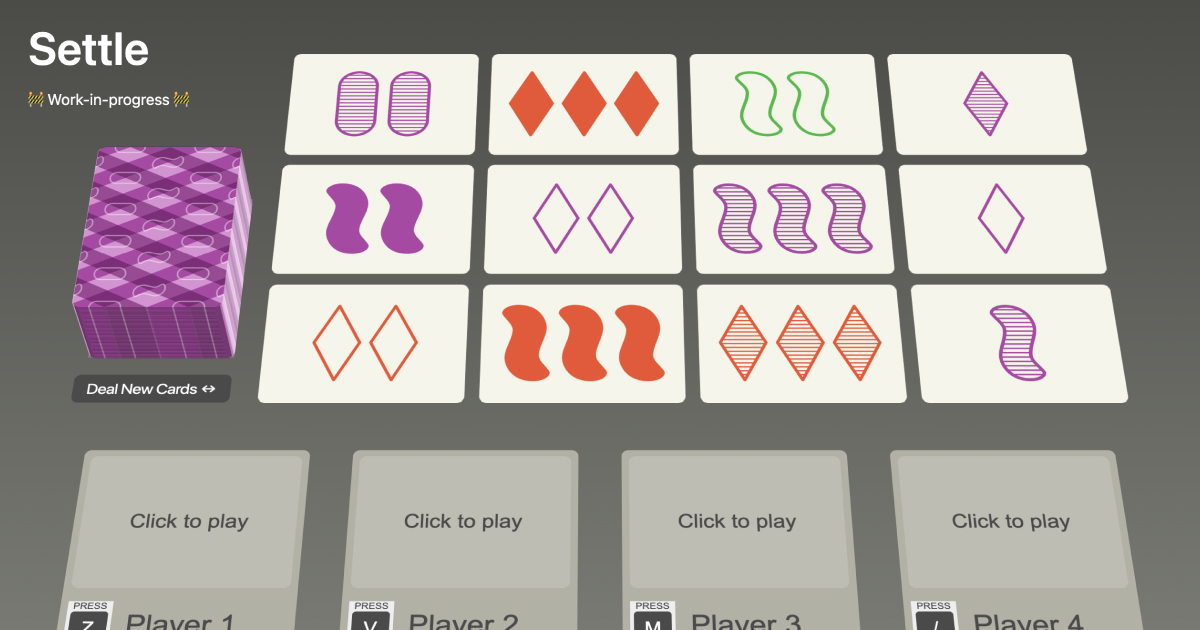 Settle
🚧 Work-in-progress 🚧
Deal New Cards ↔
Click to play
Click to play
Click to play
Click to play
PRESS
Z
Player 1
PRESS
V
Player 2
PRESS
M
Player 3
PRESS
/
Player 4